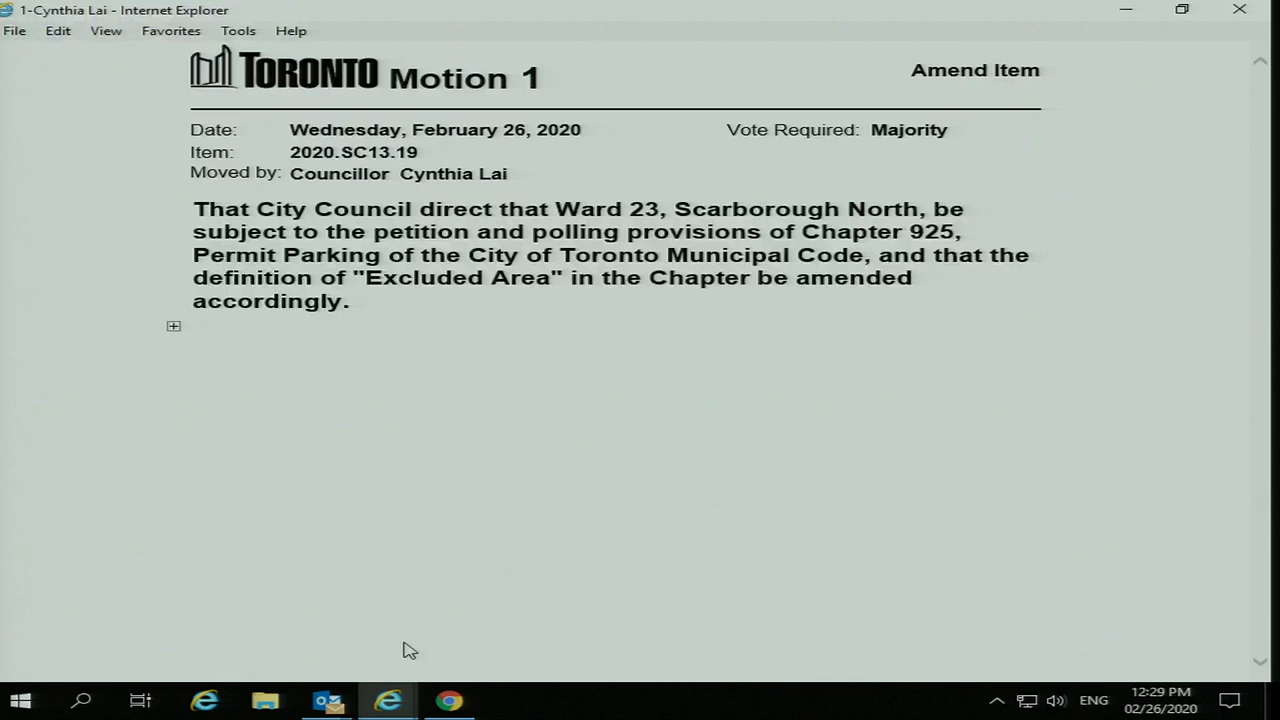 1-Cynthia Lai - Internet Explorer
File Edit View Favorites Tools Help
TORONTO Motion 1
Amend Item
Date: Wednesday, February 26, 2020
Vote Required: Majority
Item: 2020.SC13.19
Moved by: Councillor Cynthia Lai
That City Council direct that Ward 23, Scarborough North, be
subject to the petition and polling provisions of Chapter 925,
Permit Parking of the City of Toronto Municipal Code, and that the
definition of "Excluded Area" in the Chapter be amended
accordingly.
ENG
12:29 PM
02/26/2020